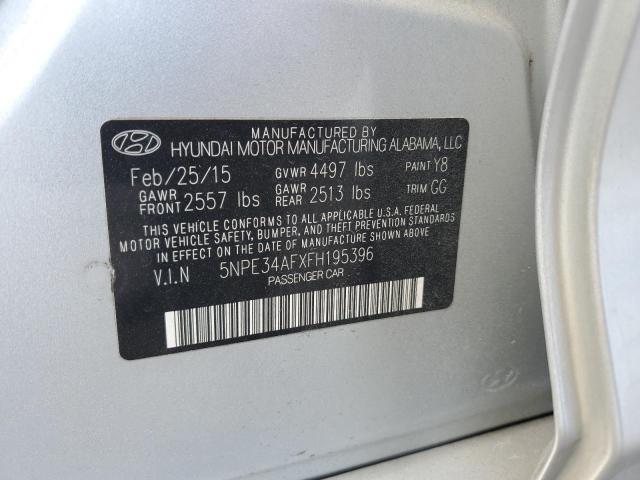 MANUFACTURED BY
HYUNDAI MOTOR MANUFACTURING ALABAMA, LLC
Feb/25/15 GVWR 4497 lbs PAINT Y8
GAWR FRONT 2557 lbs GAWR REAR 2513 lbs TRIM GG
THIS VEHICLE CONFORMS TO ALL APPLICABLE U.S.A. FEDERAL
MOTOR VEHICLE SAFETY, BUMPER, AND THEFT PREVENTION STANDARDS
IN EFFECT ON THE DATE OF MANUFACTURE SHOWN ABOVE.
V.I.N 5NPE34AFXFH195396
PASSENGER CAR